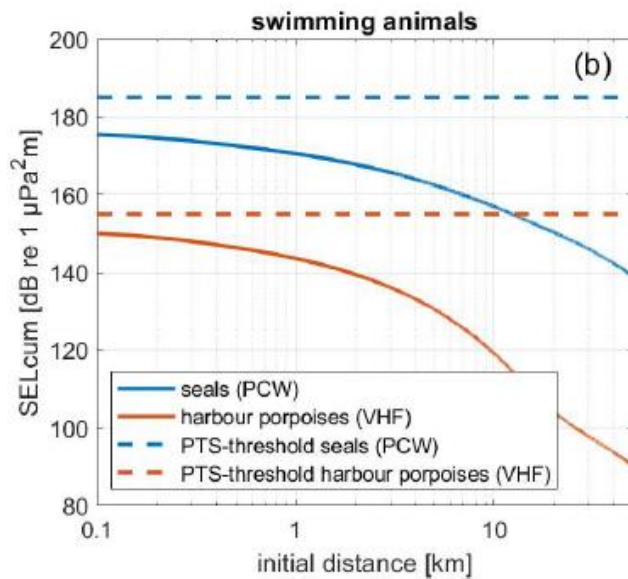 swimming animals
(b)
200
180
160
140
120
100
80
SELcum [dB re 1 µPa²m]
seals (PCW)
harbour porpoises (VHF)
PTS-threshold seals (PCW)
PTS-threshold harbour porpoises (VHF)
0.1 1 10
initial distance [km]